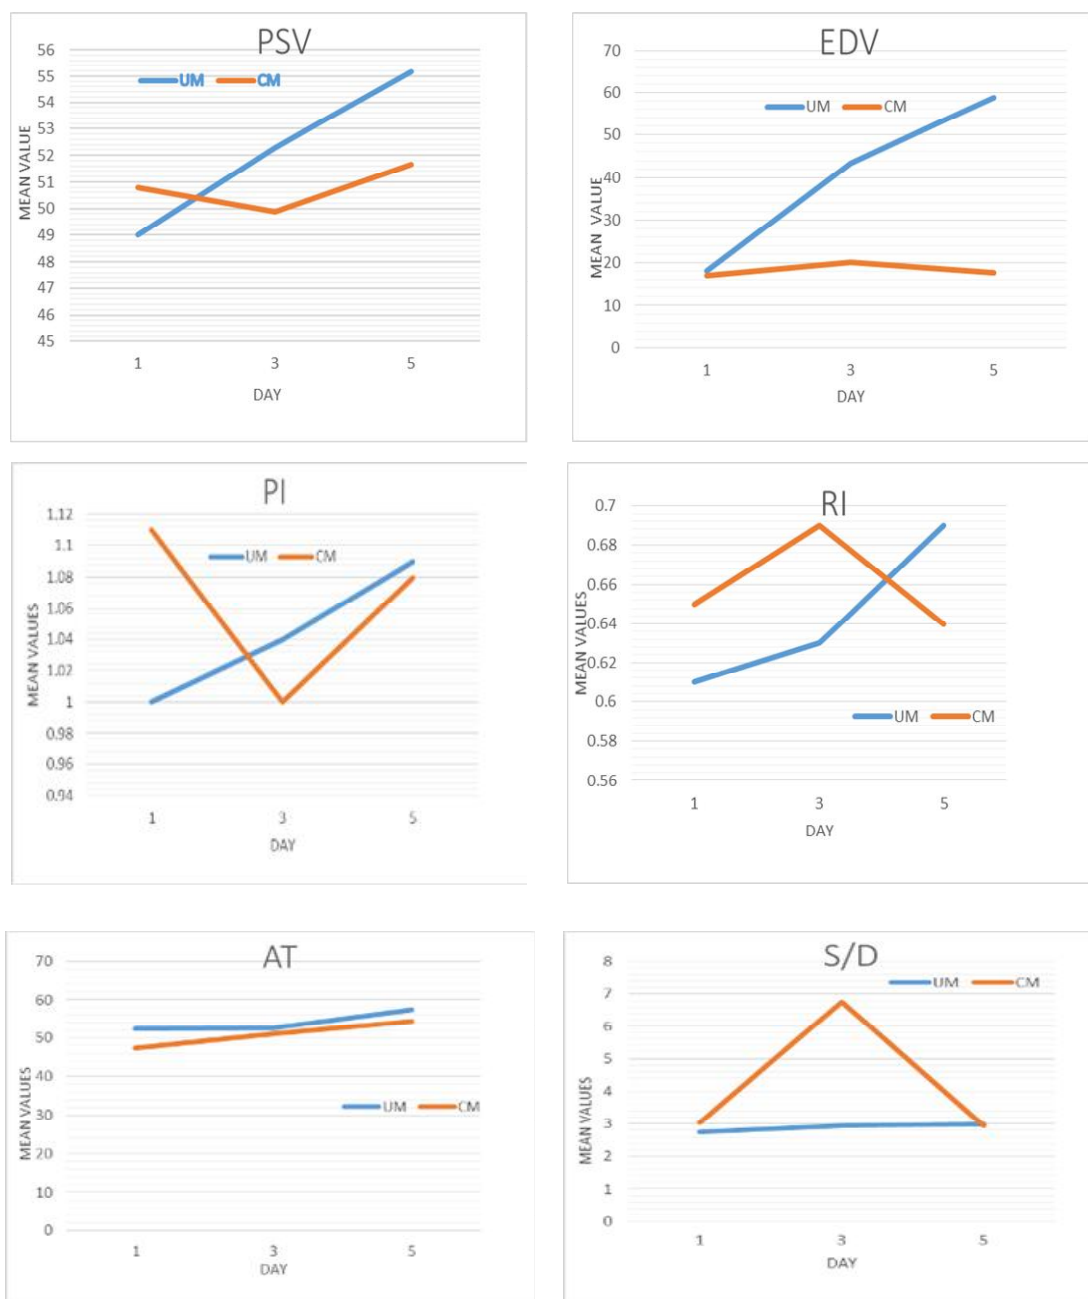 PSV
56
55
54
53
52
51
50
49
48
47
46
45
UM CM
MEAN VALUE
1 3 5
DAY
EDV
70
60
50
40
30
20
10
0
UM CM
MEAN VALUE
1 3 5
DAY
PI
1.12
1.1
1.08
1.06
1.04
1.02
1
0.98
0.96
0.94
UM CM
MEAN VALUES
1 3 5
DAY
RI
0.7
0.68
0.66
0.64
0.62
0.6
0.58
0.56
MEAN VALUES
UM CM
1 3 5
DAY
AT
70
60
50
40
30
20
10
0
MEAN VALUES
UM CM
1 3 5
DAY
S/D
8
7
6
5
4
3
2
1
0
UM CM
MEAN VALUES
1 3 5
DAY